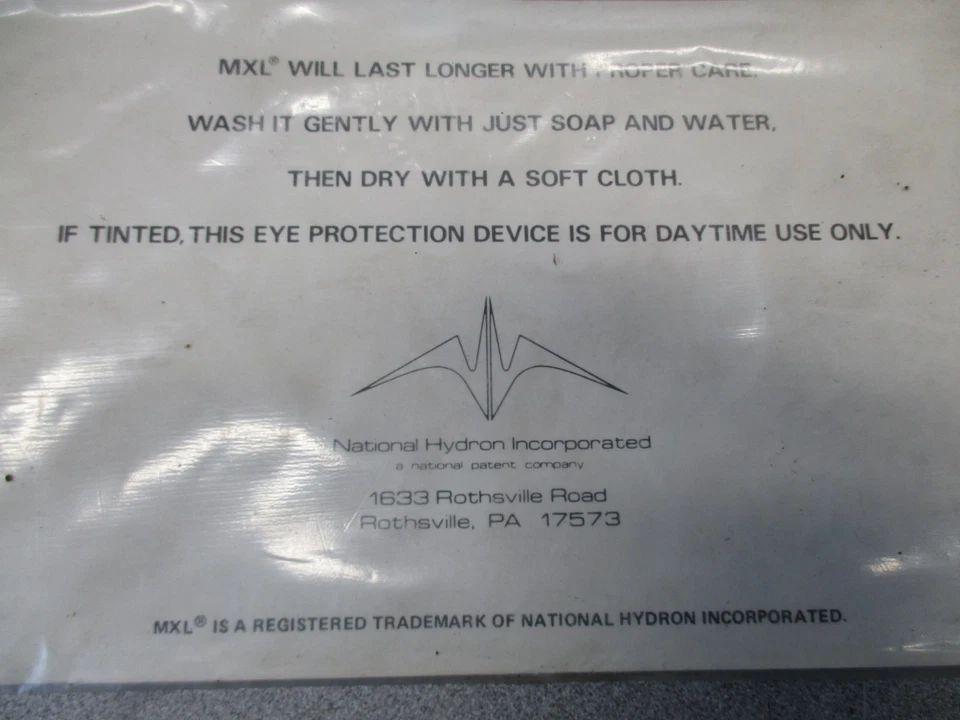 MXL® WILL LAST LONGER WITH PROPER CARE.
WASH IT GENTLY WITH JUST SOAP AND WATER,
THEN DRY WITH A SOFT CLOTH.
IF TINTED, THIS EYE PROTECTION DEVICE IS FOR DAYTIME USE ONLY.
National Hydron Incorporated
a national patent company
1633 Rothsville Road
Rothsville, PA 17573
MXL® IS A REGISTERED TRADEMARK OF NATIONAL HYDRON INCORPORATED.